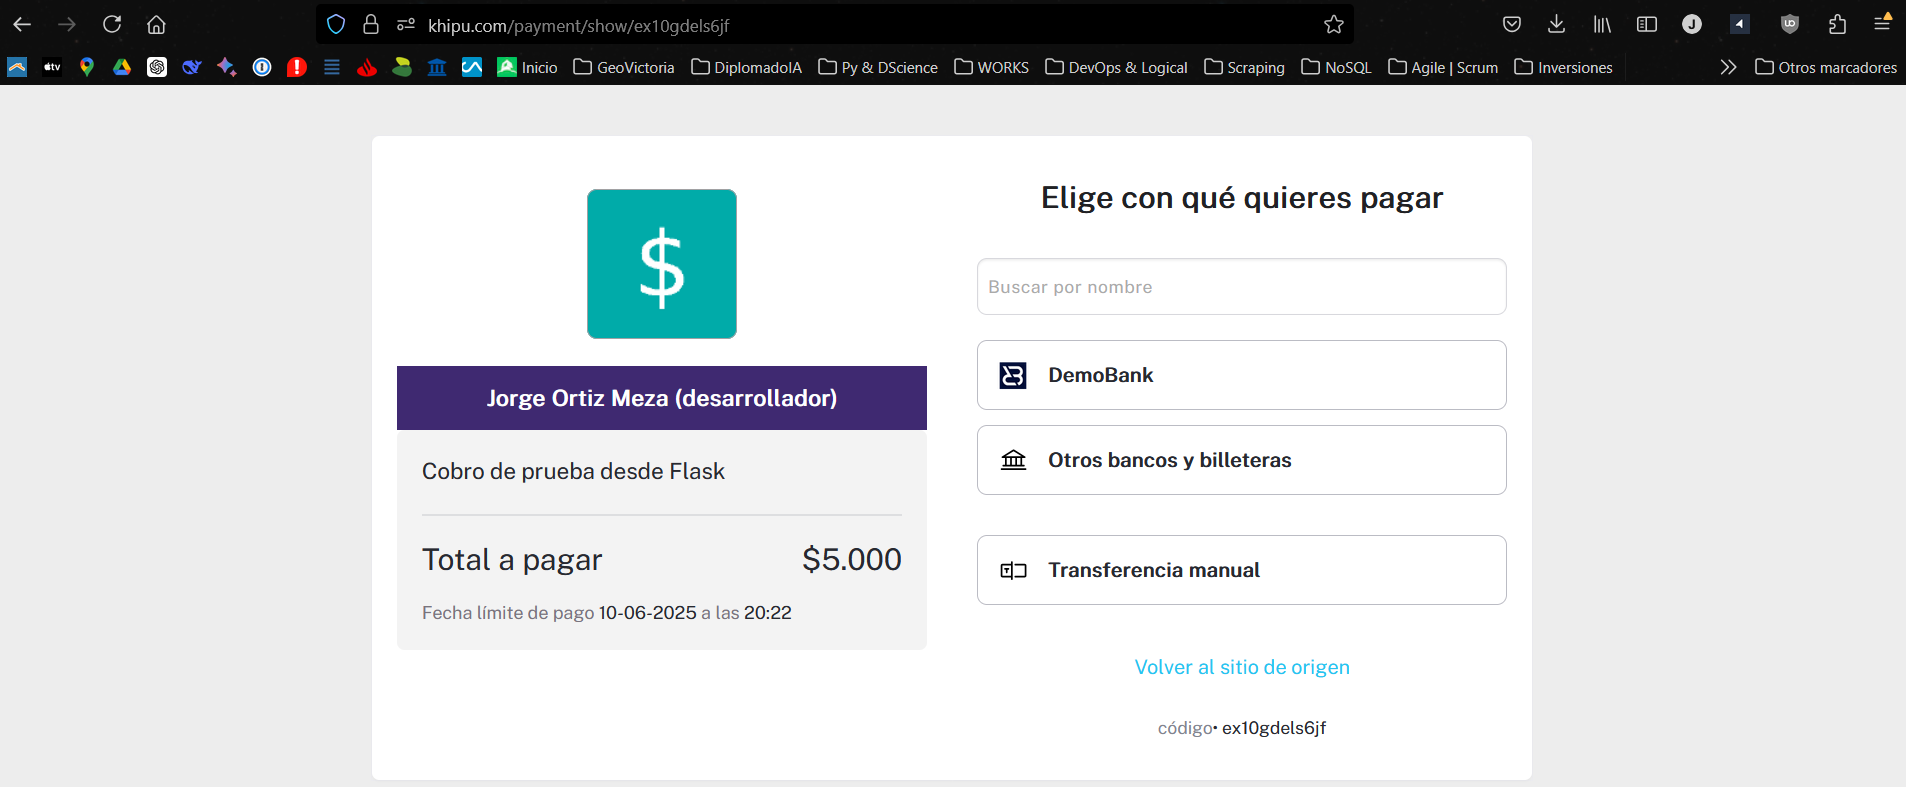 khipu.com/payment/show/ex10gdels6jf
Inicio GeoVictoria DiplomadoIA Py & DScience WORKS DevOps & Logical Scraping NoSQL Agile | Scrum Inversiones Otros marcadores
$
Jorge Ortiz Meza (desarrollador)
Cobro de prueba desde Flask
Total a pagar $5.000
Fecha límite de pago 10-06-2025 a las 20:22
Elige con qué quieres pagar
Buscar por nombre
DemoBank
Otros bancos y billeteras
Transferencia manual
Volver al sitio de origen
código· ex10gdels6jf